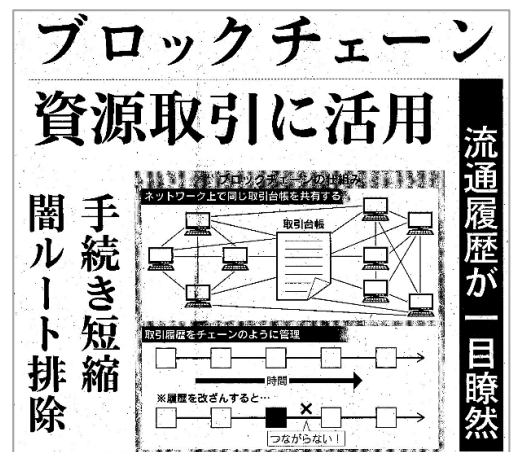 ブロックチェーン
資源取引に活用
流通履歴が一目瞭然
手続き短縮
闇ルート排除
ブロックチェーンの仕組み
ネットワーク上で同じ取引台帳を共有する
取引台帳
取引履歴をチェーンのように管理
時間
※履歴を改ざんすると…
×
つながらない！